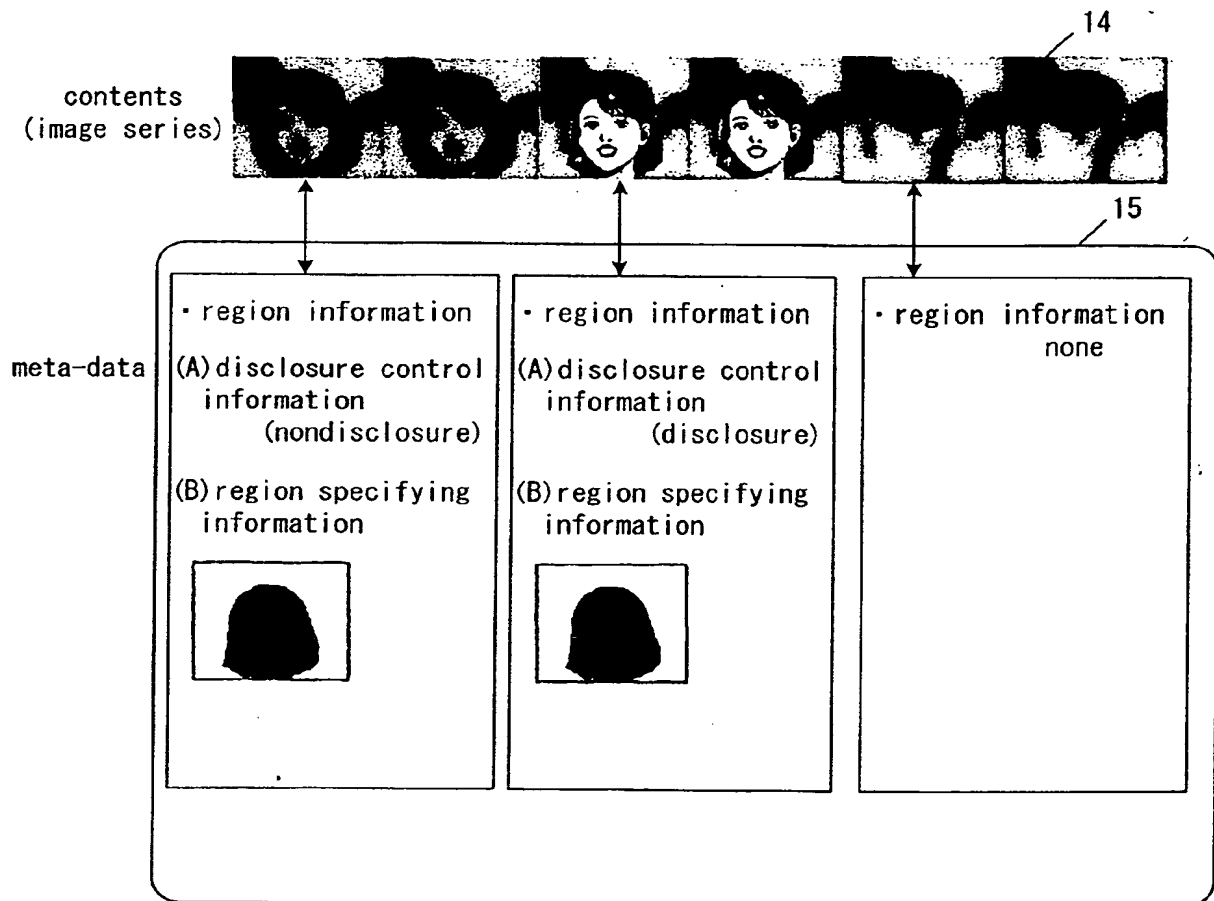 14
contents
(image series)
15
meta-data
・region information
(A)disclosure control
information
(nondisclosure)
(B)region specifying
information
・region information
(A)disclosure control
information
(disclosure)
(B)region specifying
information
・region information
none